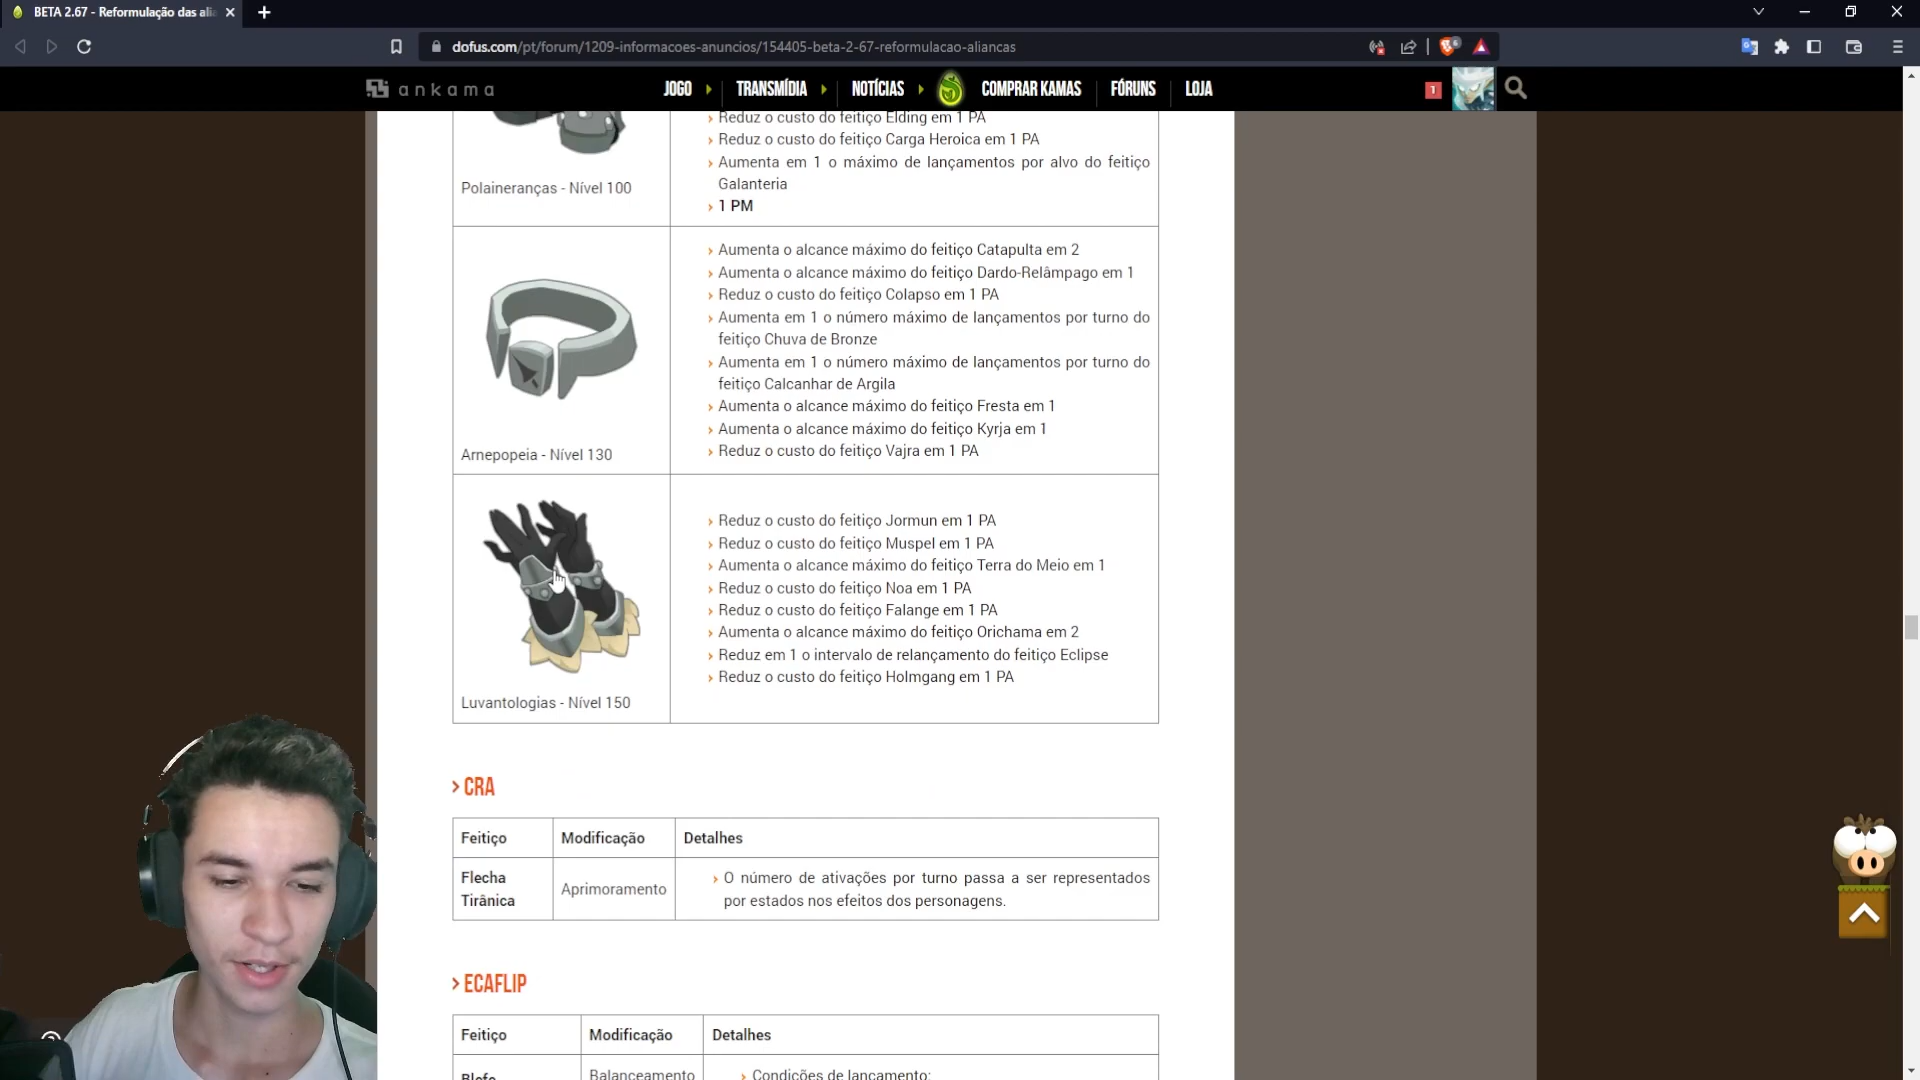 BETA 2.67 - Reformulação das alia
dofus.com/pt/forum/1209-informacoes-anuncios/154405-beta-2-67-reformulacao-aliancas
ankama
JOGO
TRANSMÍDIA
NOTÍCIAS
COMPRAR KAMAS
FÓRUNS
LOJA
1
Reduz o custo do feitiço Elding em 1 PA
Reduz o custo do feitiço Carga Heroica em 1 PA
Aumenta em 1 o máximo de lançamentos por alvo do feitiço
Galanteria
1 PM
Polaineranças - Nível 100
Aumenta o alcance máximo do feitiço Catapulta em 2
Aumenta o alcance máximo do feitiço Dardo-Relâmpago em 1
Reduz o custo do feitiço Colapso em 1 PA
Aumenta em 1 o número máximo de lançamentos por turno do
feitiço Chuva de Bronze
Aumenta em 1 o número máximo de lançamentos por turno do
feitiço Calcanhar de Argila
Aumenta o alcance máximo do feitiço Fresta em 1
Aumenta o alcance máximo do feitiço Kyrja em 1
Reduz o custo do feitiço Vajra em 1 PA
Arnepopeia - Nível 130
Reduz o custo do feitiço Jormun em 1 PA
Reduz o custo do feitiço Muspel em 1 PA
Aumenta o alcance máximo do feitiço Terra do Meio em 1
Reduz o custo do feitiço Noa em 1 PA
Reduz o custo do feitiço Falange em 1 PA
Aumenta o alcance máximo do feitiço Orichama em 2
Reduz em 1 o intervalo de relançamento do feitiço Eclipse
Reduz o custo do feitiço Holmgang em 1 PA
Luvantologias - Nível 150
CRA
Feitiço Modificação Detalhes
Flecha
Tirânica
Aprimoramento
O número de ativações por turno passa a ser representados
por estados nos efeitos dos personagens.
ECAFLIP
Feitiço Modificação Detalhes
Blefe
Balanceamento
Condições de lançamento: